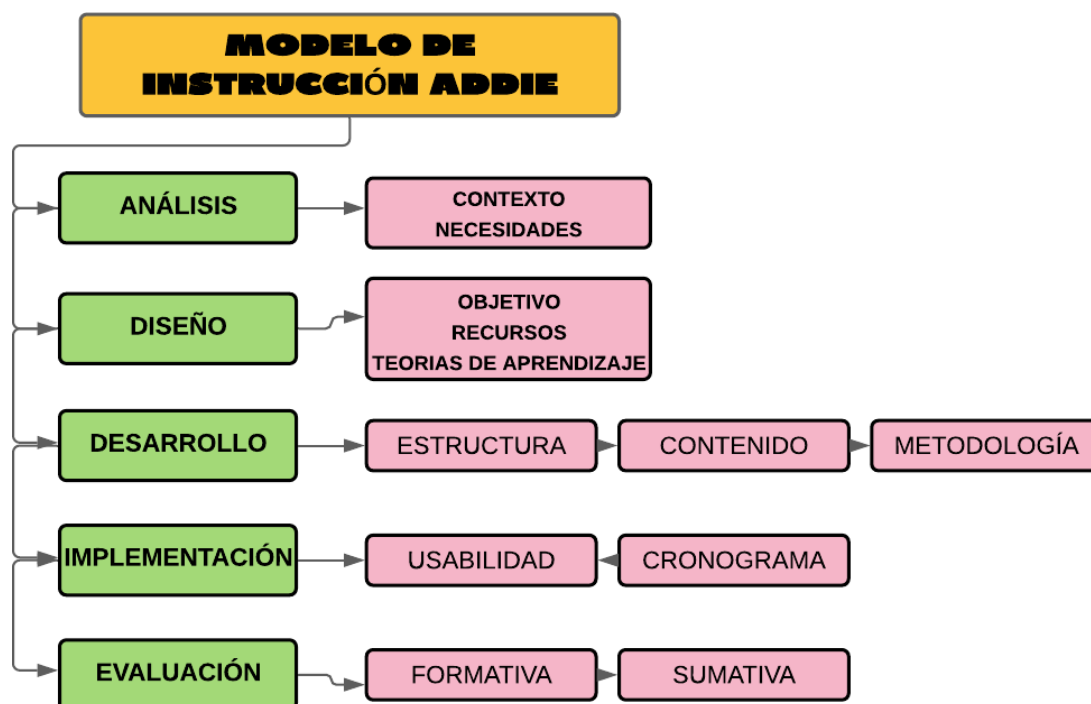 MODELO DE
INSTRUCCIÓN ADDIE
ANÁLISIS
CONTEXTO
NECESIDADES
DISEÑO
OBJETIVO
RECURSOS
TEORIAS DE APRENDIZAJE
DESARROLLO
ESTRUCTURA
CONTENIDO
METODOLOGÍA
IMPLEMENTACIÓN
USABILIDAD
CRONOGRAMA
EVALUACIÓN
FORMATIVA
SUMATIVA